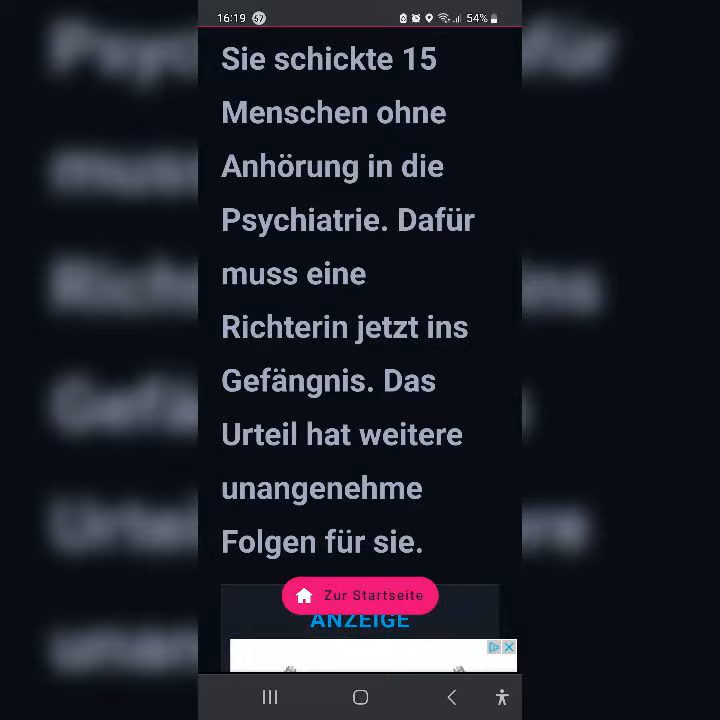 16:19 67 54%
Sie schickte 15
Menschen ohne
Anhörung in die
Psychiatrie. Dafür
muss eine
Richterin jetzt ins
Gefängnis. Das
Urteil hat weitere
unangenehme
Folgen für sie.
Zur Startseite
ANZEIGE